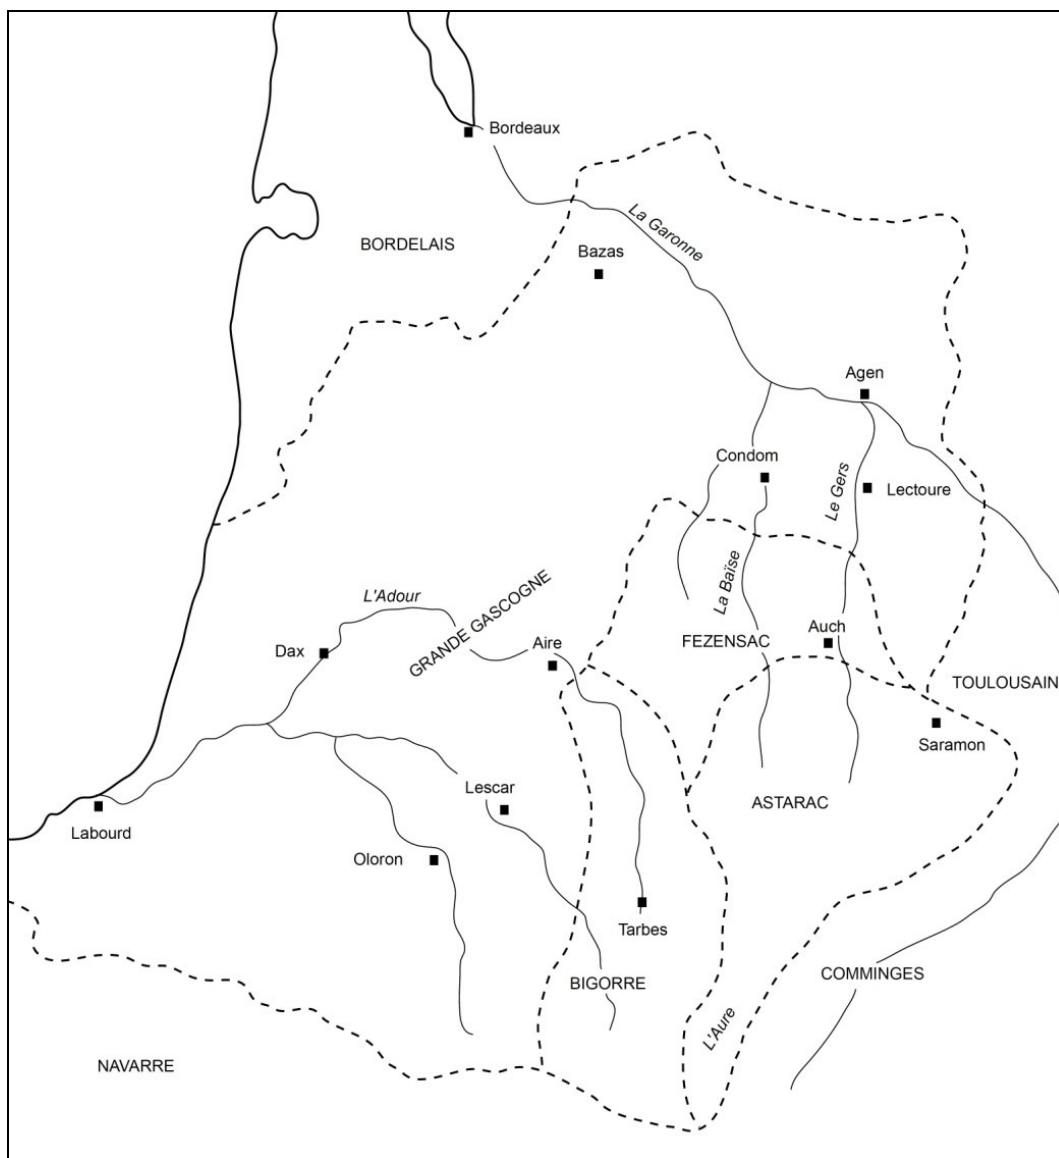 Bordeaux
La Garonne
BORDELAIS
Bazas
Agen
Condom
Le Gers
Lectoure
La Baïse
L'Adour
GRANDE GASCOGNE
Dax
Aire
FEZENSAC
Auch
TOULOUSAIN
Saramon
Lescar
ASTARAC
Labourd
Oloron
Tarbes
BIGORRE
COMMINGES
L'Aure
NAVARRE